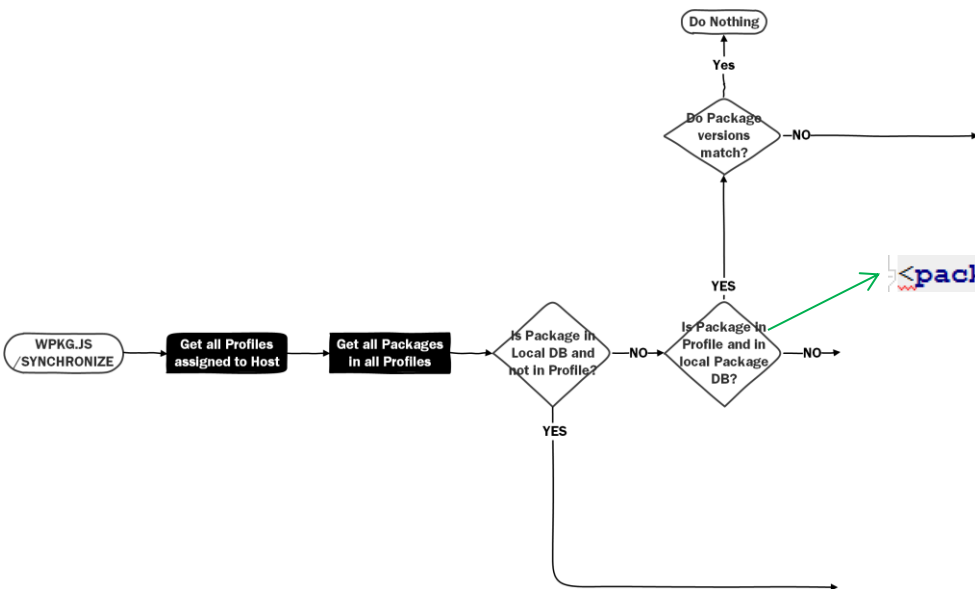 Do Nothing
Yes
Do Package
versions
match?
NO
YES
<pack
WPKG.JS
/SYNCHRONIZE
Get all Profiles
assigned to Host
Get all Packages
in all Profiles
Is Package in
Local DB and
not in Profile?
NO
Is Package in
Profile and in
local Package
DB?
NO
YES